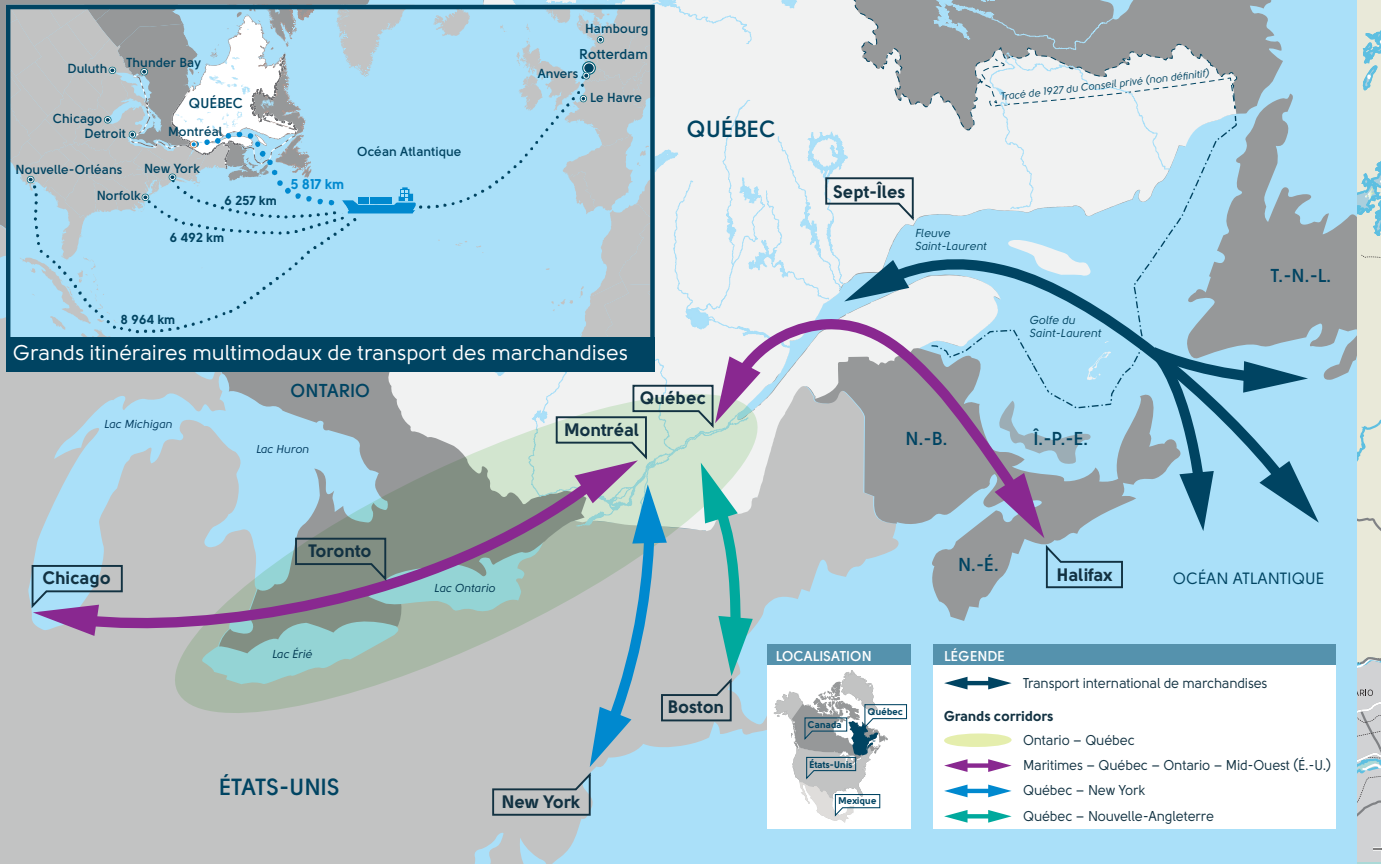 Hambourg
Rotterdam
Duluth
Thunder Bay
Anvers
Le Havre
QUÉBEC
Chicago
Detroit
Montréal
Océan Atlantique
Nouvelle-Orléans
New York
5 817 km
Norfolk
6 257 km
6 492 km
8 964 km
Grands itinéraires multimodaux de transport des marchandises
Tracé de 1927 du Conseil privé (non définitif)
QUÉBEC
Sept-Îles
Fleuve
Saint-Laurent
T.-N.-L.
Golfe du
Saint-Laurent
ONTARIO
Québec
Lac Michigan
Montréal
Lac Huron
N.-B.
Î.-P.-E.
Toronto
Chicago
Lac Ontario
N.-É.
Halifax
OCÉAN ATLANTIQUE
Lac Érié
Boston
ÉTATS-UNIS
New York
LOCALISATION
Québec
Canada
États-Unis
Mexique
LÉGENDE
Transport international de marchandises
Grands corridors
Ontario – Québec
Maritimes – Québec – Ontario – Mid-Ouest (É.-U.)
Québec – New York
Québec – Nouvelle-Angleterre